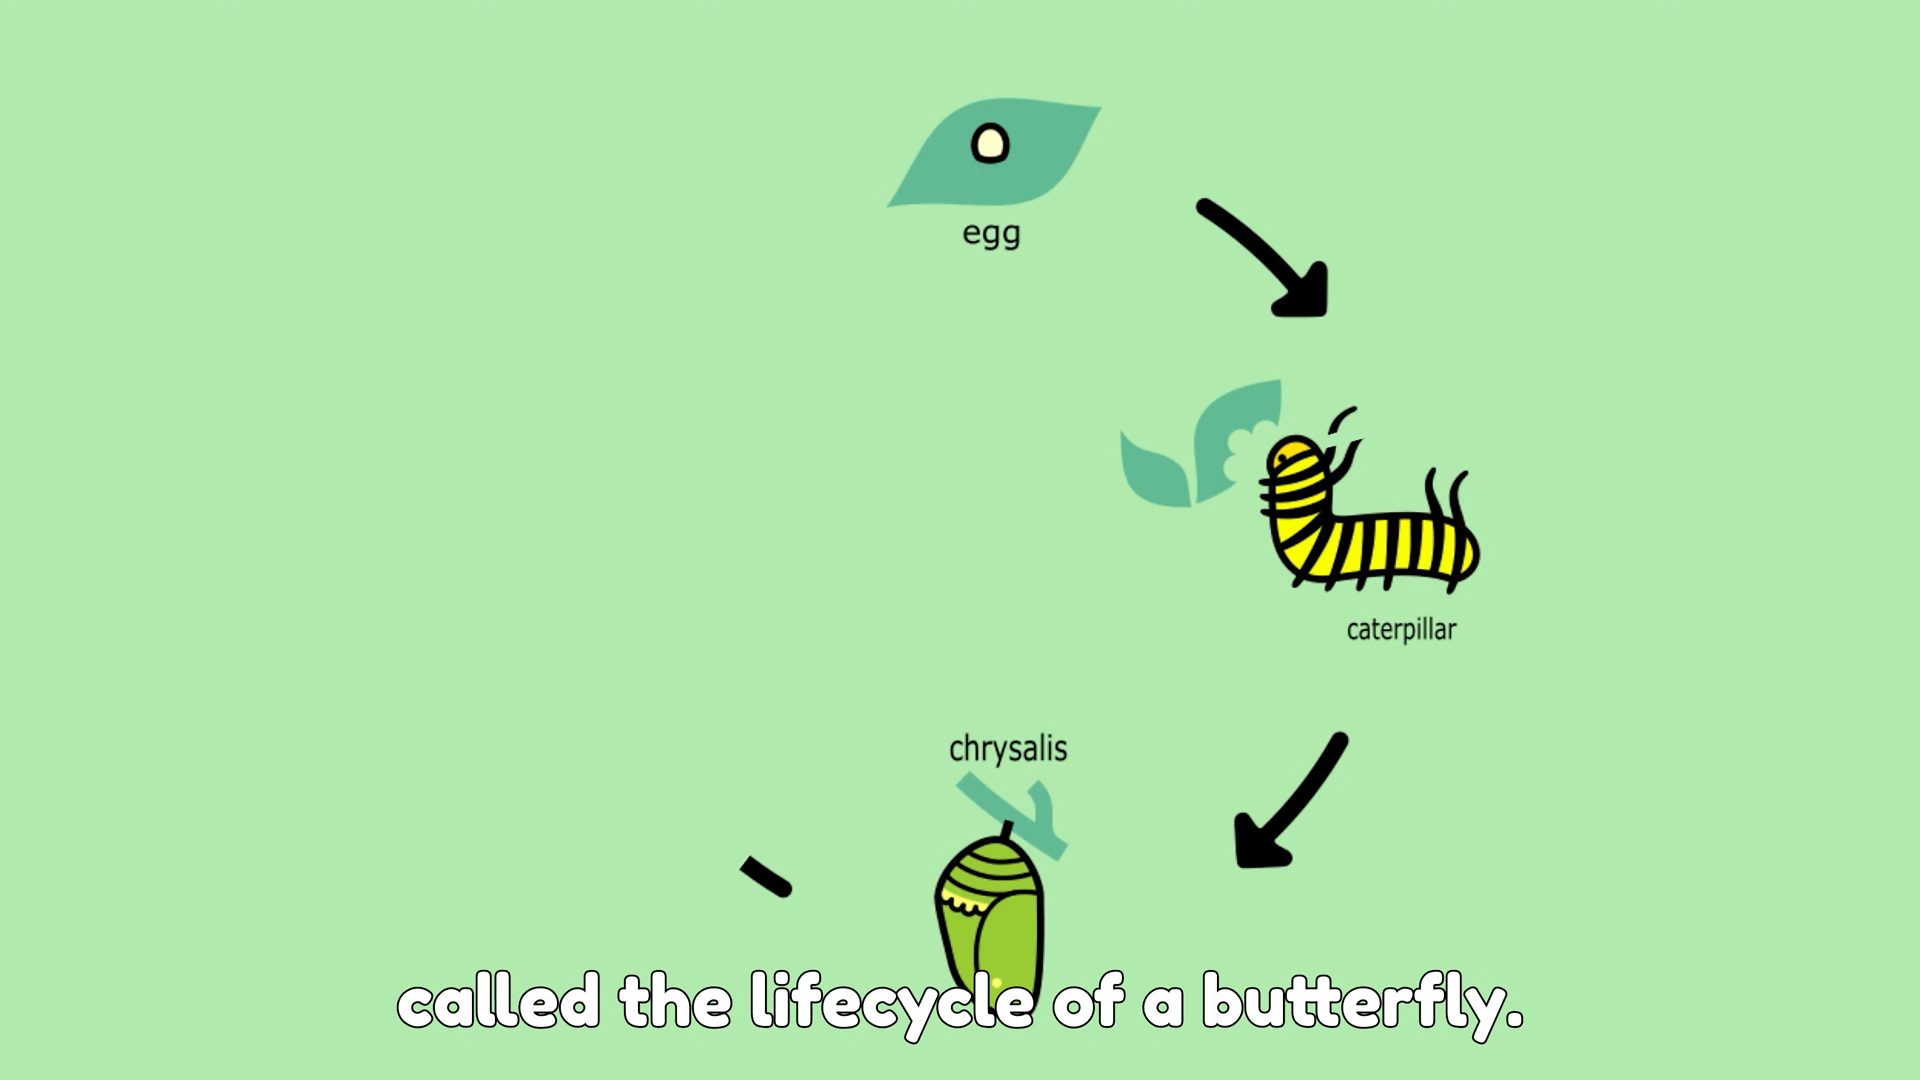 egg
caterpillar
chrysalis
called the lifecycle of a butterfly.